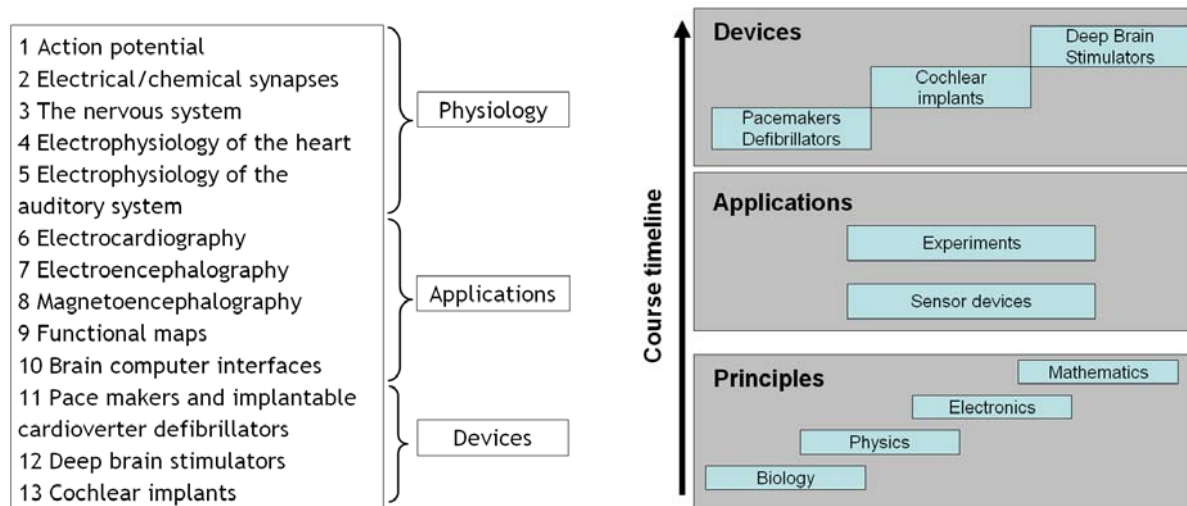 1 Action potential
2 Electrical/chemical synapses
3 The nervous system
4 Electrophysiology of the heart
5 Electrophysiology of the
auditory system
6 Electrocardiography
7 Electroencephalography
8 Magnetoencephalography
9 Functional maps
10 Brain computer interfaces
11 Pace makers and implantable
cardioverter defibrillators
12 Deep brain stimulators
13 Cochlear implants
Physiology
Applications
Devices
Course timeline
Devices
Deep Brain
Stimulators
Cochlear
implants
Pacemakers
Defibrillators
Applications
Experiments
Sensor devices
Principles
Mathematics
Electronics
Physics
Biology